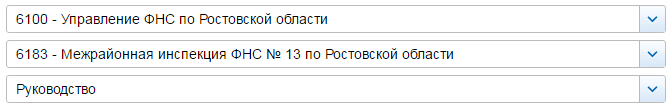 6100 - Управление ФНС по Ростовской области
6183 - Межрайонная инспекция ФНС № 13 по Ростовской области
Руководство